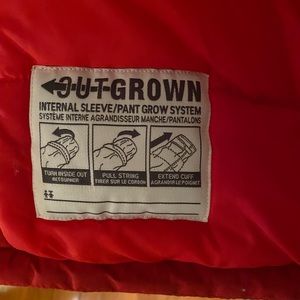 OUTGROWN
INTERNAL SLEEVE/PANT GROW SYSTEM
SYSTÈME INTERNE AGRANDISSEUR MANCHE/PANTALONS
TURN INSIDE OUT
RETOURNER
PULL STRING
TIRER SUR LE CORDON
EXTEND CUFF
AGRANDIR LE POIGNET